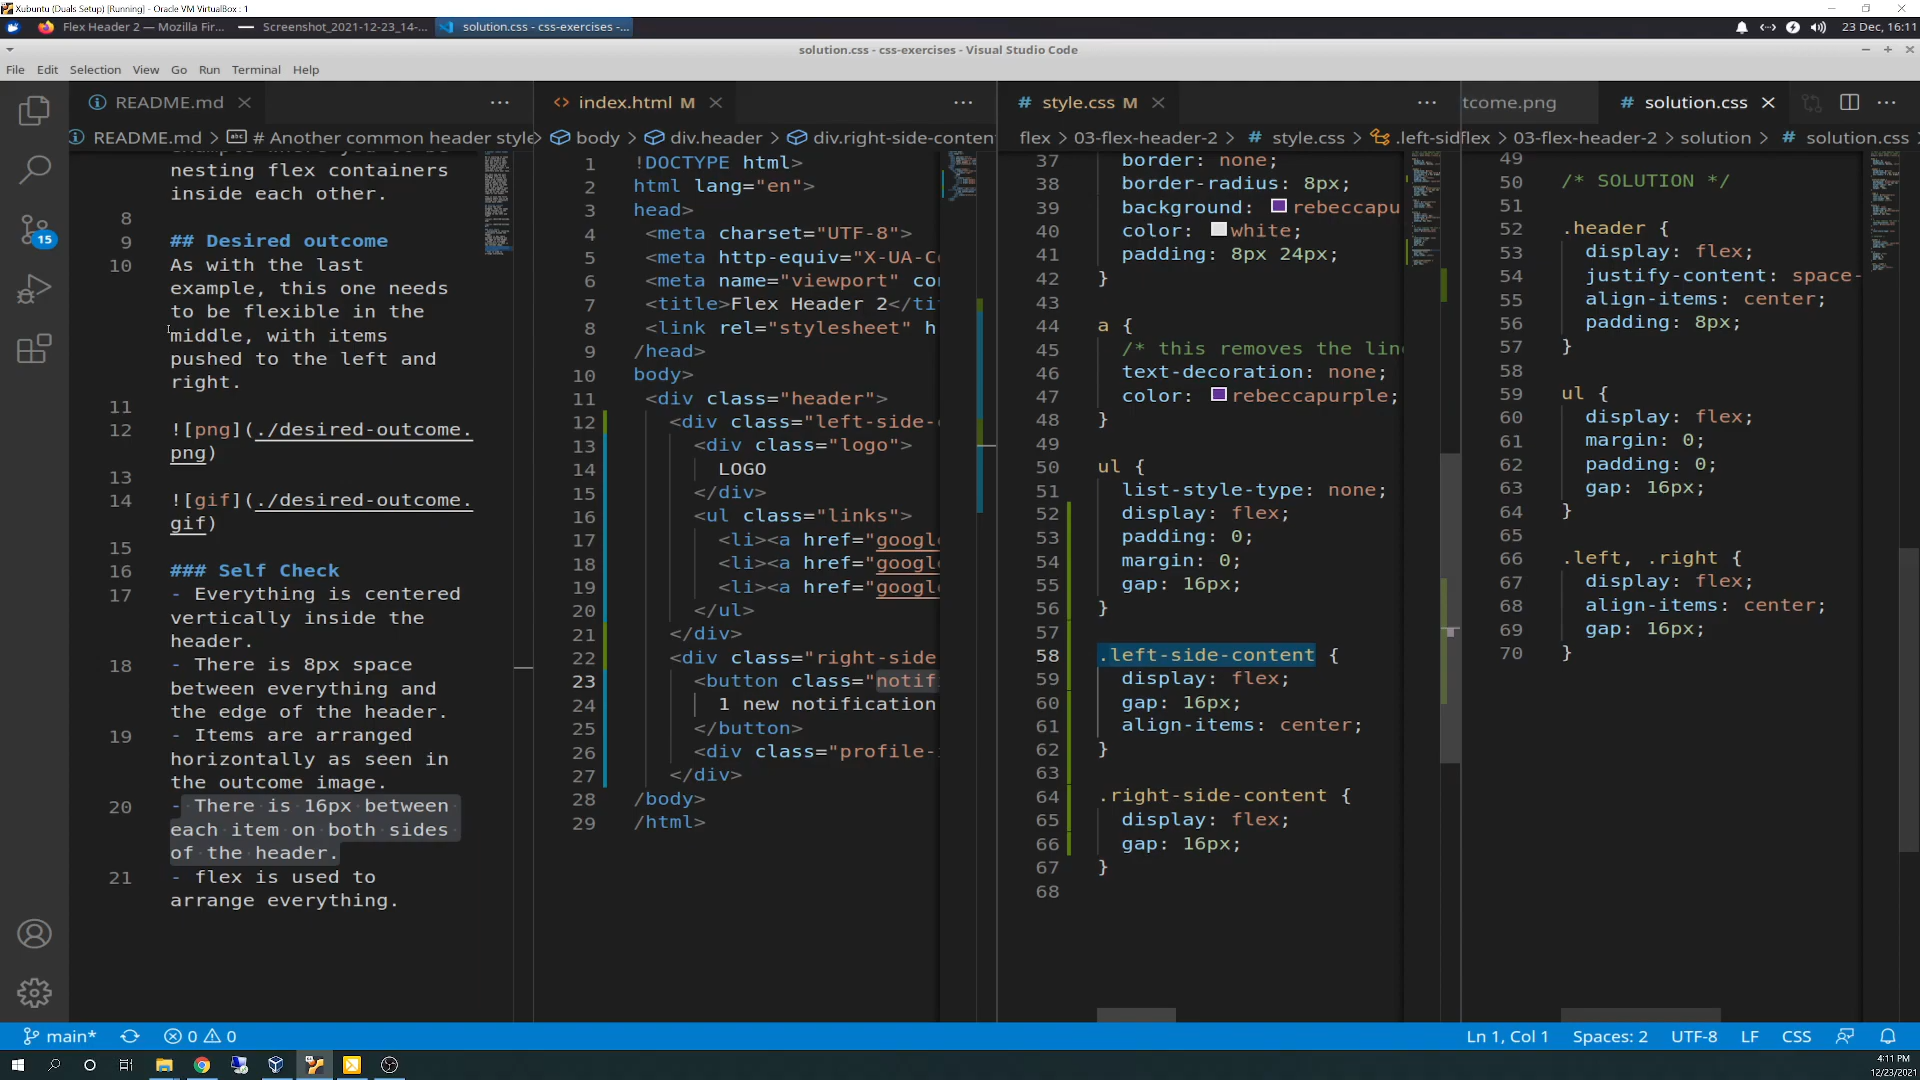 Xubuntu (Duals Setup) [Running] - Oracle VM VirtualBox : 1
Flex Header 2 — Mozilla Fir...
Screenshot_2021-12-23_14-...
solution.css - css-exercises -...
23 Dec, 16:11
solution.css - css-exercises - Visual Studio Code
File Edit Selection View Go Run Terminal Help
README.md
index.html M
style.css M
tcome.png
solution.css
README.md > # Another common header style
body > div.header > div.right-side-conten
flex > 03-flex-header-2 > # style.css > .left-sid
flex > 03-flex-header-2 > solution > # solution.css
nesting flex containers
inside each other.
8
9 ## Desired outcome
10 As with the last
example, this one needs
to be flexible in the
middle, with items
pushed to the left and
right.
11
12 ![png](./desired-outcome.
png)
13
14 ![gif](./desired-outcome.
gif)
15
16 ### Self Check
17 - Everything is centered
vertically inside the
header.
18 - There is 8px space
between everything and
the edge of the header.
19 - Items are arranged
horizontally as seen in
the outcome image.
20 - There is 16px between
each item on both sides
of the header.
21 - flex is used to
arrange everything.
15
1 !DOCTYPE html>
2 html lang="en">
3 head>
4 <meta charset="UTF-8">
5 <meta http-equiv="X-UA-Co
6 <meta name="viewport" con
7 <title>Flex Header 2</tit
8 <link rel="stylesheet" h
9 /head>
10 body>
11 <div class="header">
12 <div class="left-side-
13 <div class="logo">
14 LOGO
15 </div>
16 <ul class="links">
17 <li><a href="google
18 <li><a href="google
19 <li><a href="google
20 </ul>
21 </div>
22 <div class="right-side
23 <button class="notif
24 1 new notification
25 </button>
26 <div class="profile-
27 </div>
28 /body>
29 /html>
37 border: none;
38 border-radius: 8px;
39 background: rebeccapu
40 color: white;
41 padding: 8px 24px;
42 }
43
44 a {
45 /* this removes the line
46 text-decoration: none;
47 color: rebeccapurple;
48 }
49
50 ul {
51 list-style-type: none;
52 display: flex;
53 padding: 0;
54 margin: 0;
55 gap: 16px;
56 }
57
58 .left-side-content {
59 display: flex;
60 gap: 16px;
61 align-items: center;
62 }
63
64 .right-side-content {
65 display: flex;
66 gap: 16px;
67 }
68
49
50 /* SOLUTION */
51
52 .header {
53 display: flex;
54 justify-content: space-
55 align-items: center;
56 padding: 8px;
57 }
58
59 ul {
60 display: flex;
61 margin: 0;
62 padding: 0;
63 gap: 16px;
64 }
65
66 .left, .right {
67 display: flex;
68 align-items: center;
69 gap: 16px;
70 }
main* 0 0 Ln 1, Col 1 Spaces: 2 UTF-8 LF CSS
4:11 PM
12/23/2021